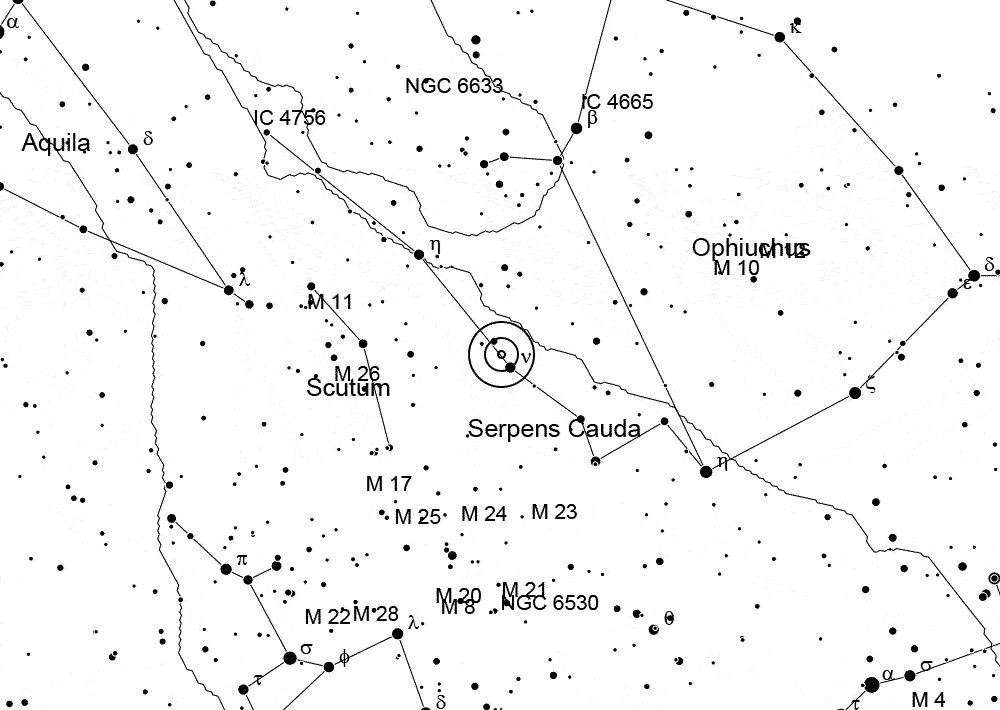 α
κ
NGC 6633
IC 4665
β
IC 4756
Aquila
δ
η
Ophiuchus
M 10
δ
ε
λ
M 11
ν
M 26
Scutum
ζ
Serpens Cauda
η
M 17
M 25
M 24
M 23
π
M 21
M 20
NGC 6530
M 8
M 22
M 28
λ
θ
σ
φ
τ
α
σ
δ
M 4
τ